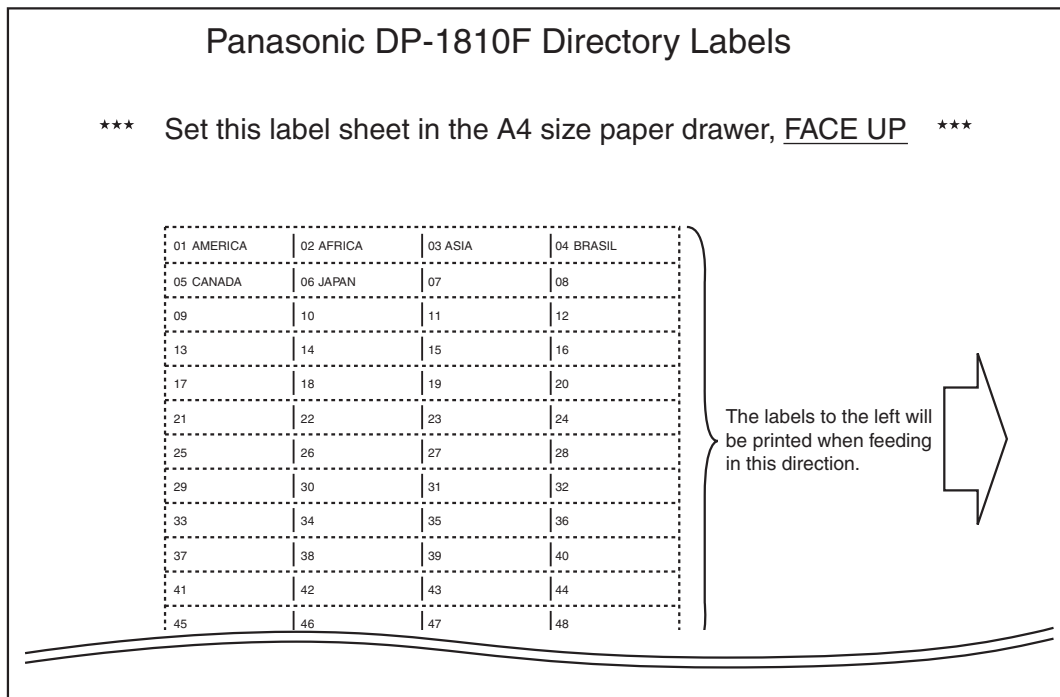 Panasonic DP-1810F Directory Labels
*** Set this label sheet in the A4 size paper drawer, FACE UP ***
01 AMERICA 02 AFRICA 03 ASIA 04 BRASIL
05 CANADA 06 JAPAN 07 08
09 10 11 12
13 14 15 16
17 18 19 20
21 22 23 24
25 26 27 28
29 30 31 32
33 34 35 36
37 38 39 40
41 42 43 44
45 46 47 48
The labels to the left will
be printed when feeding
in this direction.